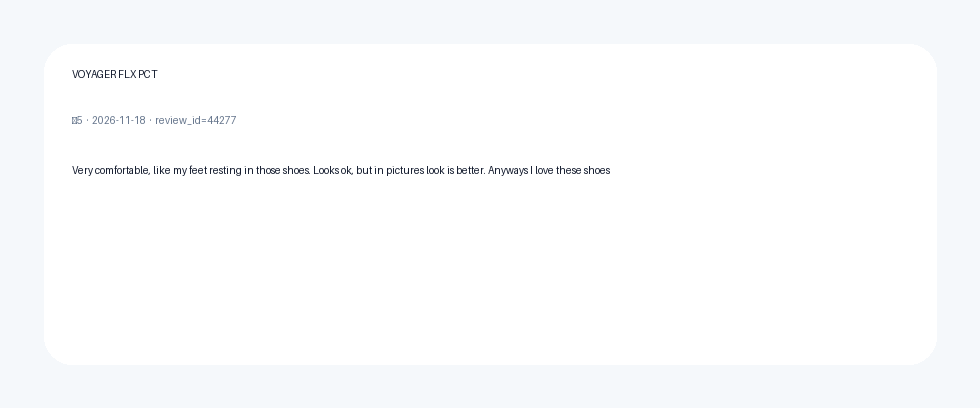 VOYAGER FLX PCT
5 · 2026-11-18 · review_id=44277
Very comfortable, like my feet resting in those shoes. Looks ok, but in pictures look is better. Anyways I love these shoes